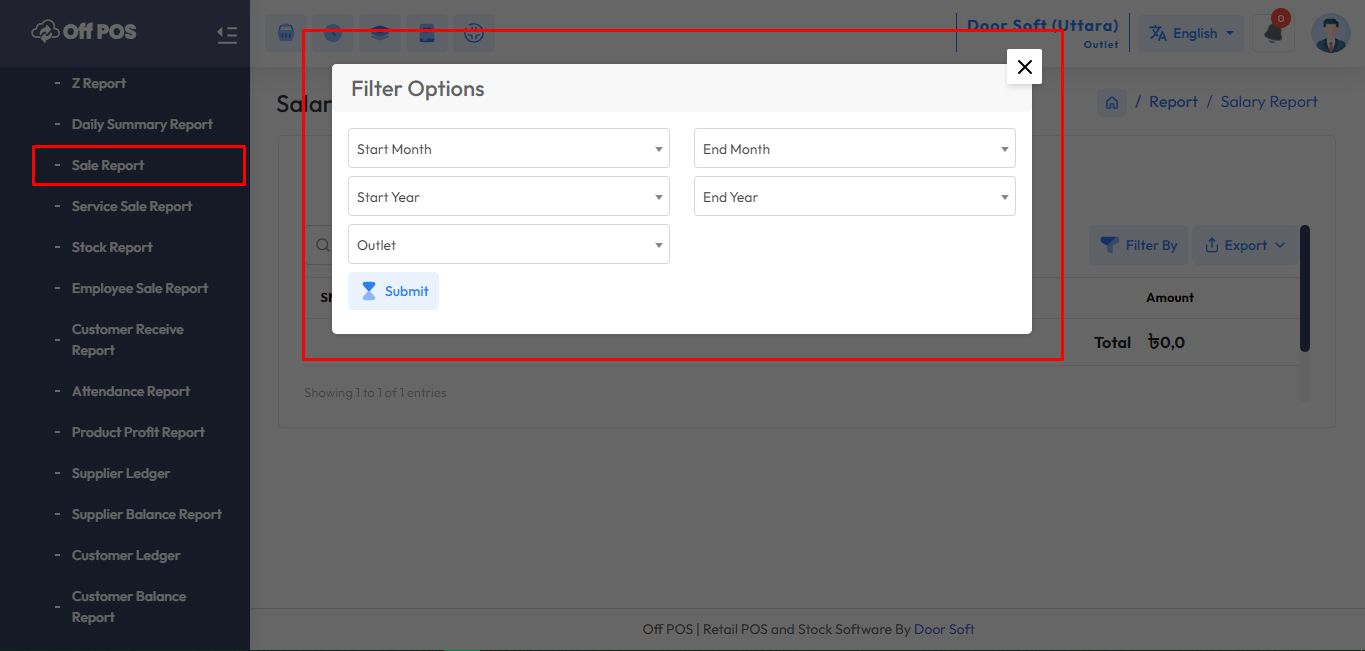 Off POS
Z Report
Daily Summary Report
Sale Report
Service Sale Report
Stock Report
Employee Sale Report
Customer Receive
Report
Attendance Report
Product Profit Report
Supplier Ledger
Supplier Balance Report
Customer Ledger
Customer Balance
Report
Door Soft (Uttara)
Outlet
English
0
Salar
/ Report / Salary Report
Filter Options
Start Month
End Month
Start Year
End Year
Outlet
Submit
Filter By
Export
Amount
Total ৳0,0
Showing 1 to 1 of 1 entries
Off POS | Retail POS and Stock Software By Door Soft